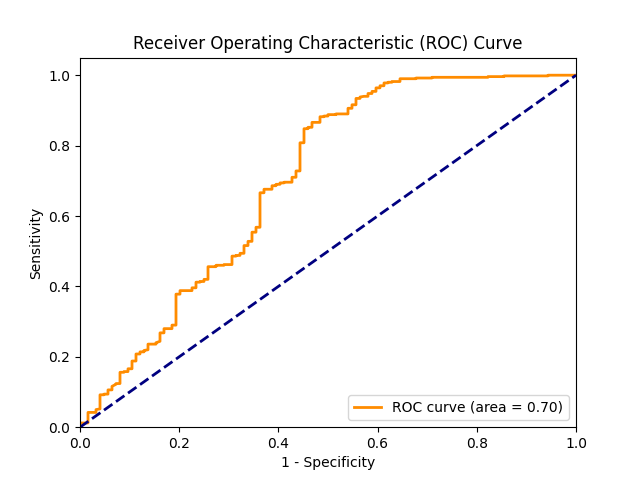 Receiver Operating Characteristic (ROC) Curve
1.0
0.8
0.6
0.4
0.2
0.0
Sensitivity
ROC curve (area = 0.70)
0.0 0.2 0.4 0.6 0.8 1.0
1 - Specificity